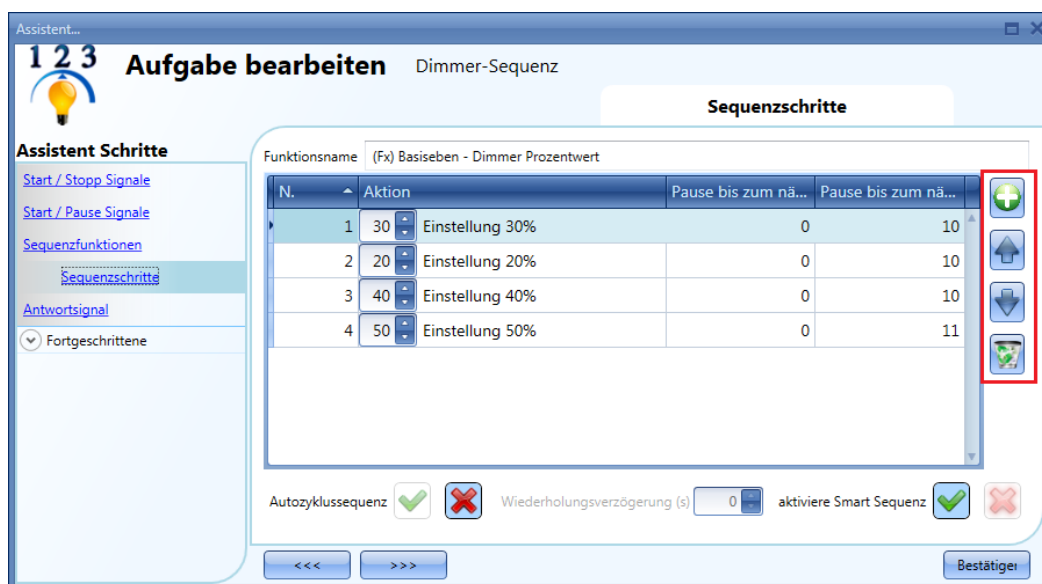 Assistent...
1 2 3
Aufgabe bearbeiten Dimmer-Sequenz
Sequenzschritte
Assistent Schritte
Start / Stopp Signale
Start / Pause Signale
Sequenzfunktionen
Sequenzschritte
Antwortsignal
Fortgeschrittene
Funktionsname (Fx) Basiseben - Dimmer Prozentwert
N. Aktion Pause bis zum nä... Pause bis zum nä...
1 30 Einstellung 30% 0 10
2 20 Einstellung 20% 0 10
3 40 Einstellung 40% 0 10
4 50 Einstellung 50% 0 11
Autozyklussequenz Wiederholungsverzögerung (s) 0 aktiviere Smart Sequenz
<<< >>> Bestätiger